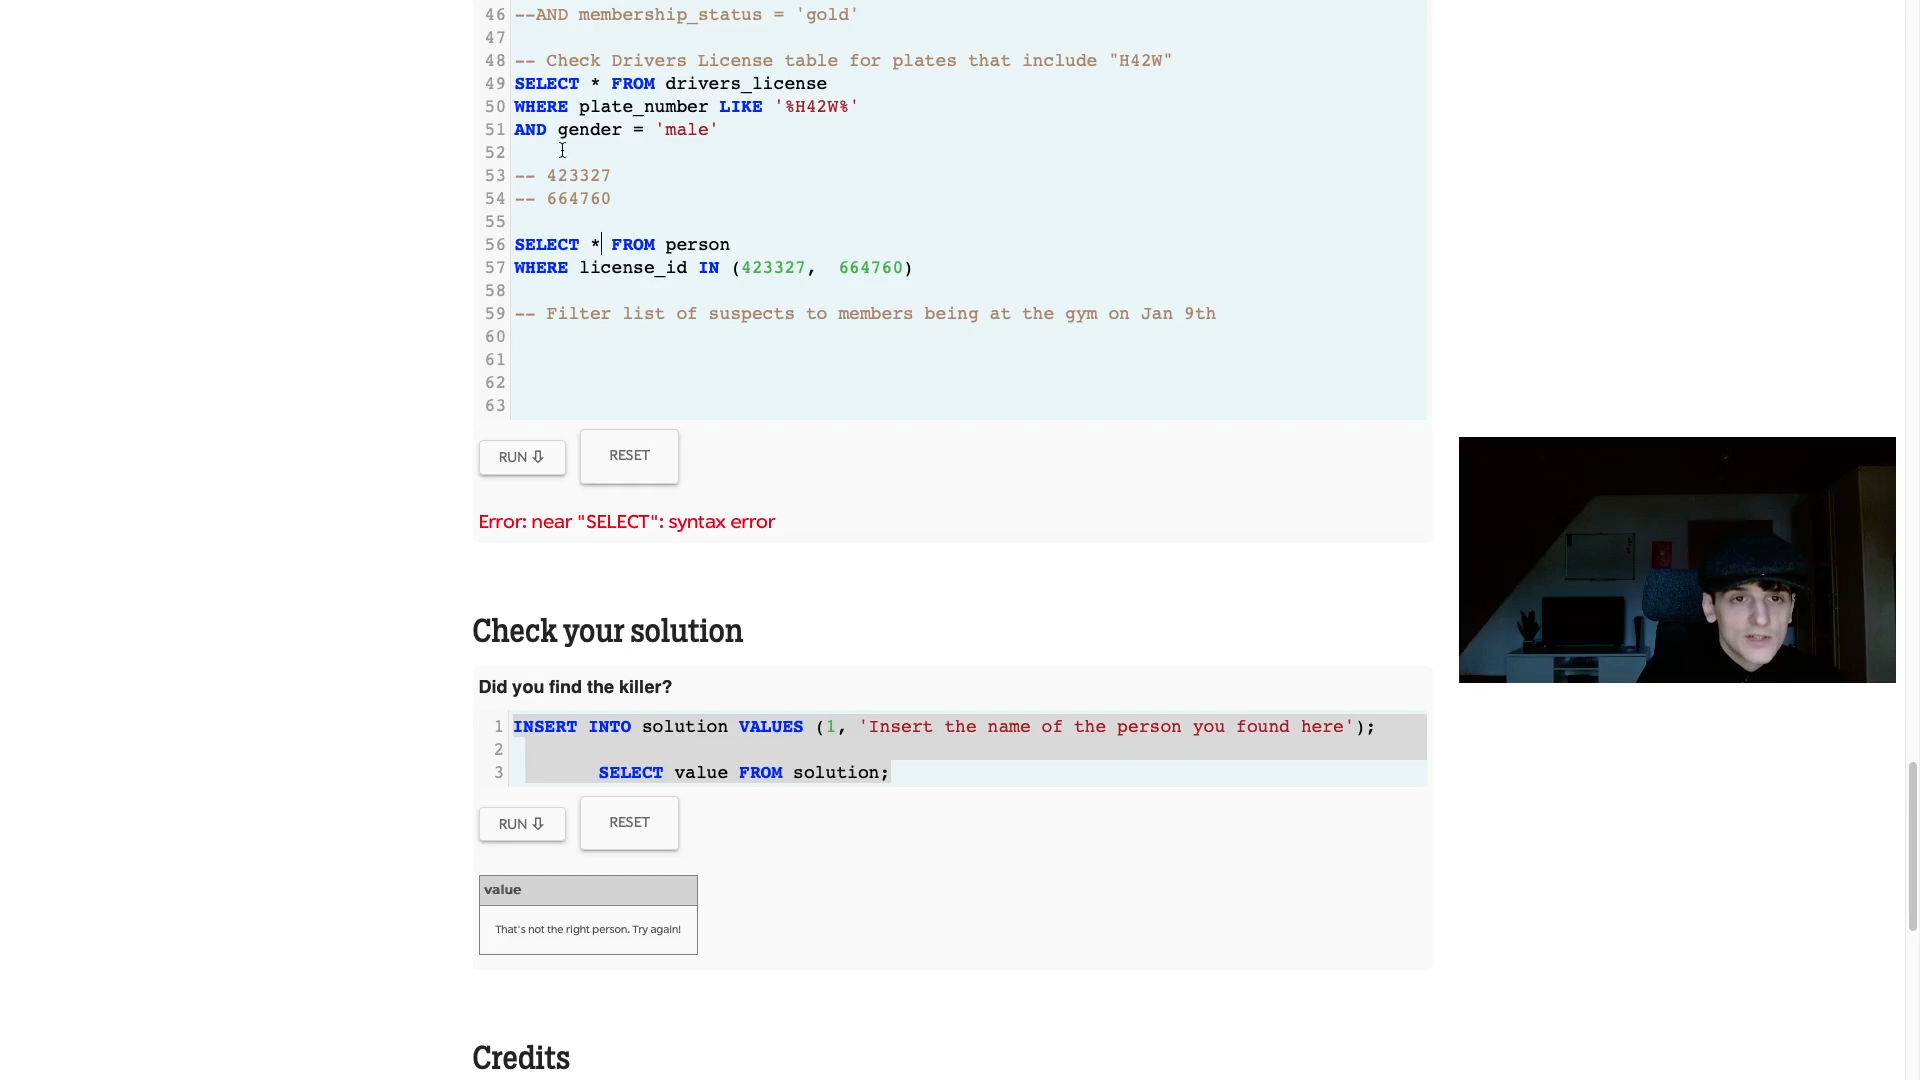 46 --AND membership_status = 'gold'
47
48 -- Check Drivers License table for plates that include "H42W"
49 SELECT * FROM drivers_license
50 WHERE plate_number LIKE '%H42W%'
51 AND gender = 'male'
52
53 -- 423327
54 -- 664760
55
56 SELECT * FROM person
57 WHERE license_id IN (423327,  664760)
58
59 -- Filter list of suspects to members being at the gym on Jan 9th
60
61
62
63
RUN ⇩ RESET
Error: near "SELECT": syntax error
Check your solution
Did you find the killer?
1 INSERT INTO solution VALUES (1, 'Insert the name of the person you found here');
2
3 SELECT value FROM solution;
RUN ⇩ RESET
value
That's not the right person. Try again!
Credits